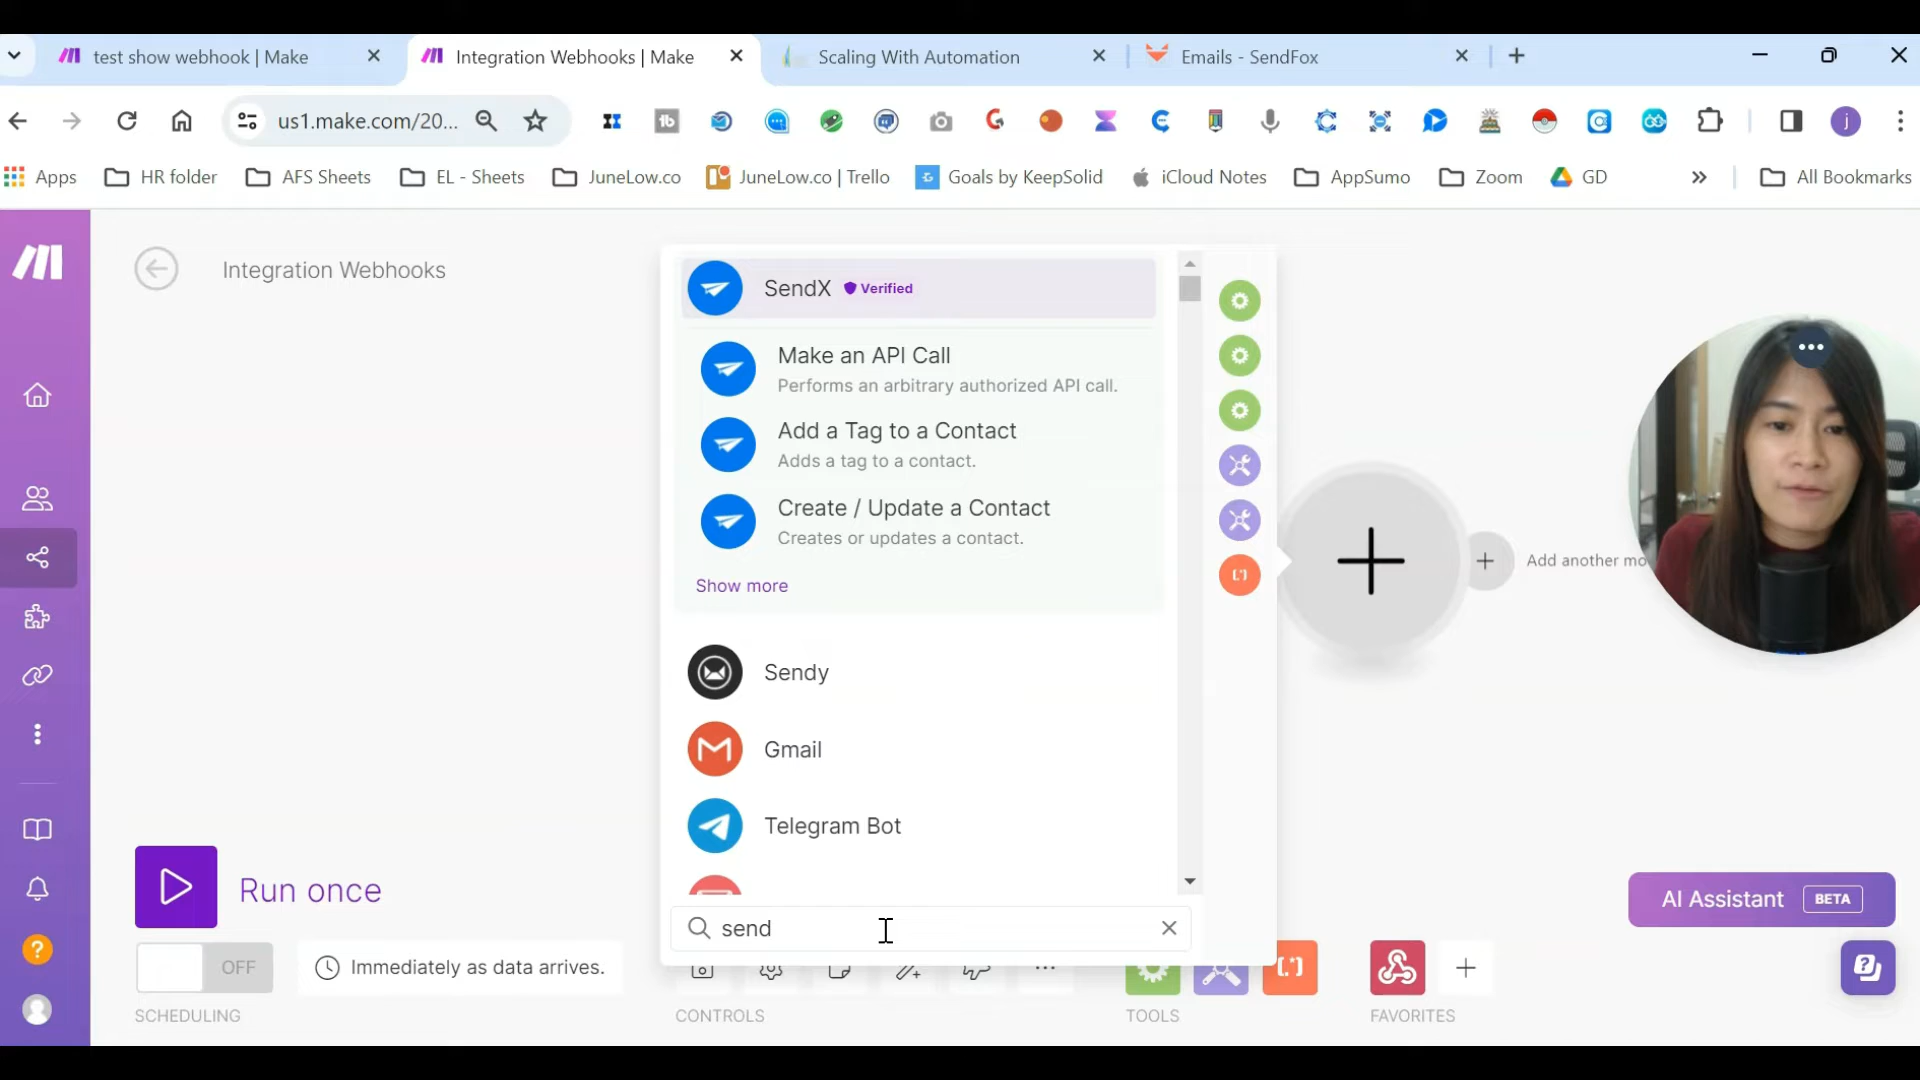 test show webhook | Make
Integration Webhooks | Make
Scaling With Automation
Emails - SendFox
us1.make.com/20...
Apps
HR folder
AFS Sheets
EL - Sheets
JuneLow.co
JuneLow.co | Trello
Goals by KeepSolid
iCloud Notes
AppSumo
Zoom
GD
All Bookmarks
Integration Webhooks
SendX Verified
Make an API Call
Performs an arbitrary authorized API call.
Add a Tag to a Contact
Adds a tag to a contact.
Create / Update a Contact
Creates or updates a contact.
Show more
Add another mo
Sendy
Gmail
Telegram Bot
Run once
send
AI Assistant BETA
OFF
Immediately as data arrives.
SCHEDULING
CONTROLS
TOOLS
FAVORITES